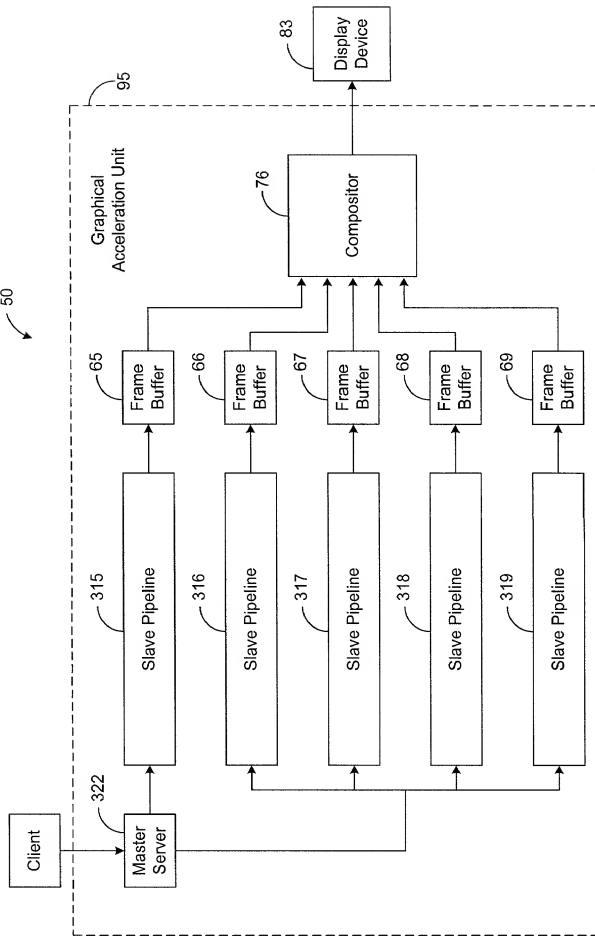 50
95
Client
322
Master
Server
Graphical
Acceleration Unit
315
Slave Pipeline
65
Frame
Buffer
316
Slave Pipeline
66
Frame
Buffer
317
Slave Pipeline
67
Frame
Buffer
318
Slave Pipeline
68
Frame
Buffer
319
Slave Pipeline
69
Frame
Buffer
76
Compositor
83
Display
Device